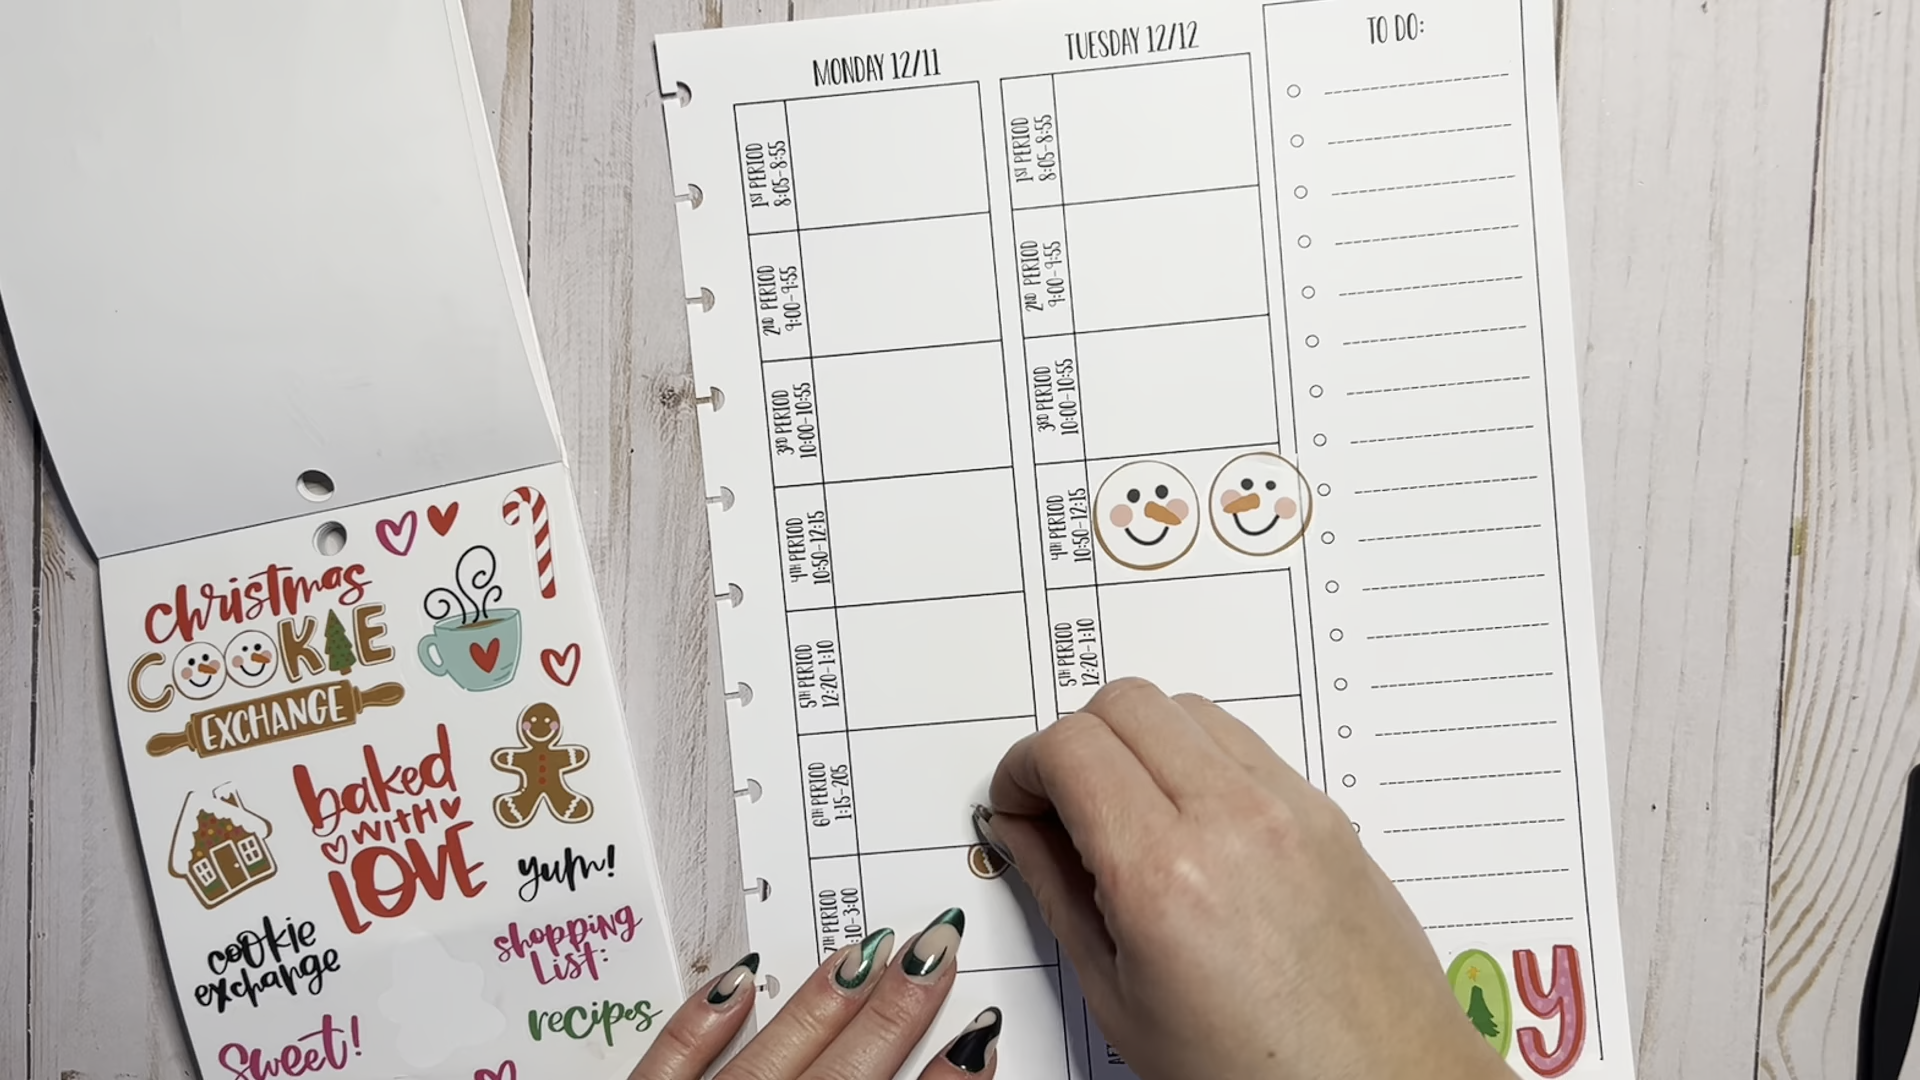 MONDAY 12/11
1ST PERIOD
8:05-8:55
2ND PERIOD
9:00-9:55
3RD PERIOD
10:00-10:55
4TH PERIOD
10:50-12:15
5TH PERIOD
12:20-1:10
6TH PERIOD
1:15-2:05
7TH PERIOD
:10-3:00
TUESDAY 12/12
1ST PERIOD
8:05-8:55
2ND PERIOD
9:00-9:55
3RD PERIOD
10:00-10:55
4TH PERIOD
10:50-12:15
5TH PERIOD
12:20-1:10
TO DO:
OY
christmas
COOKIE
EXCHANGE
baked
WITH
LOVE
yum!
cookie
exchange
shopping
List:
recipes
Sweet!